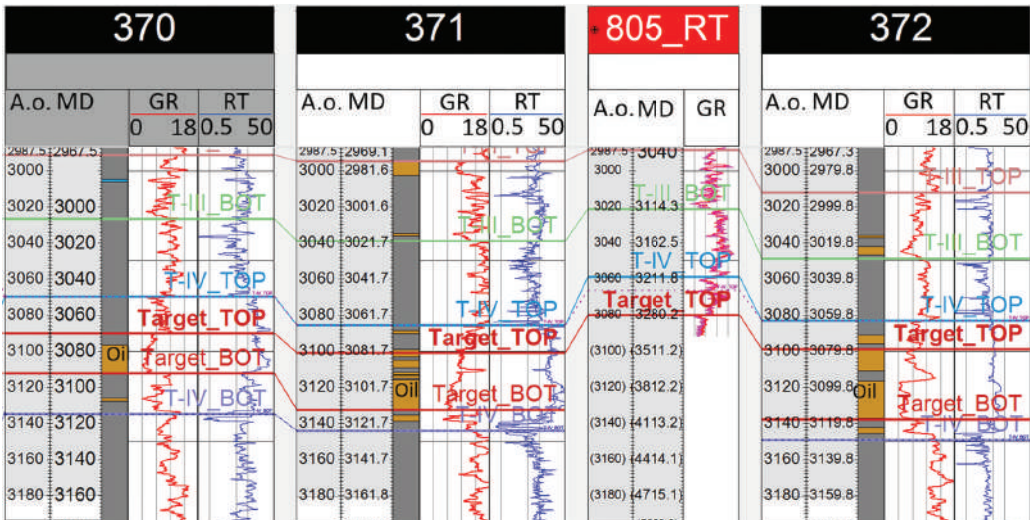 370
371
805_RT
372
A.o. MD GR RT
0 18 0.5 50
A.o. MD GR RT
0 18 0.5 50
A.o. MD GR
A.o. MD GR RT
0 18 0.5 50
2987.5 2967.5
3000
3020 3000
3040 3020
3060 3040
3080 3060
3100 3080
3120 3100
3140 3120
3160 3140
3180 3160
T-III_BOT
T-IV_TOP
Target_TOP
Oil
Target_BOT
T-IV_BOT
2987.5 2969.1
3000 2981.6
3020 3001.6
3040 3021.7
3060 3041.7
3080 3061.7
3100 3081.7
3120 3101.7
3140 3121.7
3160 3141.7
3180 3161.8
T-III_BOT
T-IV_TOP
Target_TOP
Oil
Target_BOT
T-IV_BOT
2987.5 3040
3000
3020 3114.3
3040 3162.5
3060 3211.8
3080 3280.2
(3100) (3511.2)
(3120) (3812.2)
(3140) (4113.2)
(3160) (4414.1)
(3180) (4715.1)
T-III_BOT
T-IV_TOP
Target_TOP
2987.5 2967.3
3000 2979.8
3020 2999.8
3040 3019.8
3060 3039.8
3080 3059.8
3100 3079.8
3120 3099.8
3140 3119.8
3160 3139.8
3180 3159.8
T-III_TOP
T-III_BOT
T-IV_TOP
Target_TOP
Oil
Target_BOT
T-IV_BOT